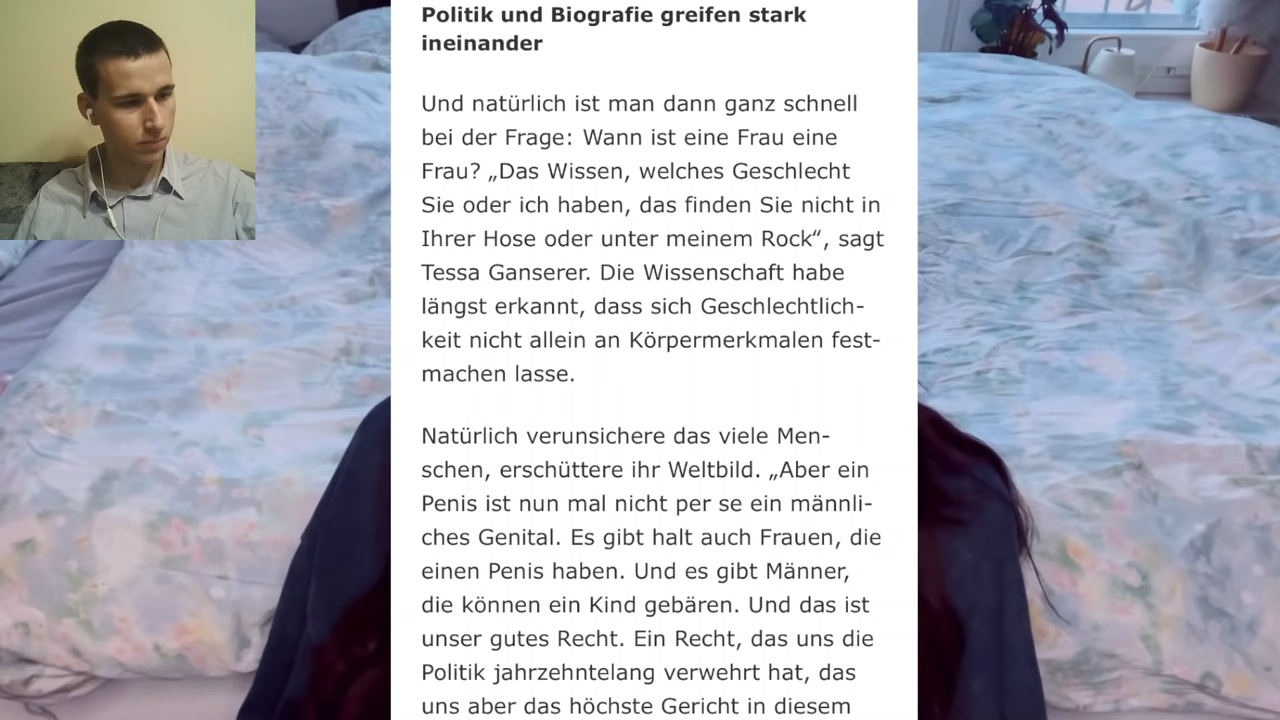 Politik und Biografie greifen stark
ineinander
Und natürlich ist man dann ganz schnell
bei der Frage: Wann ist eine Frau eine
Frau? „Das Wissen, welches Geschlecht
Sie oder ich haben, das finden Sie nicht in
Ihrer Hose oder unter meinem Rock“, sagt
Tessa Ganserer. Die Wissenschaft habe
längst erkannt, dass sich Geschlechtlich-
keit nicht allein an Körpermerkmalen fest-
machen lasse.
Natürlich verunsichere das viele Men-
schen, erschüttere ihr Weltbild. „Aber ein
Penis ist nun mal nicht per se ein männli-
ches Genital. Es gibt halt auch Frauen, die
einen Penis haben. Und es gibt Männer,
die können ein Kind gebären. Und das ist
unser gutes Recht. Ein Recht, das uns die
Politik jahrzehntelang verwehrt hat, das
uns aber das höchste Gericht in diesem